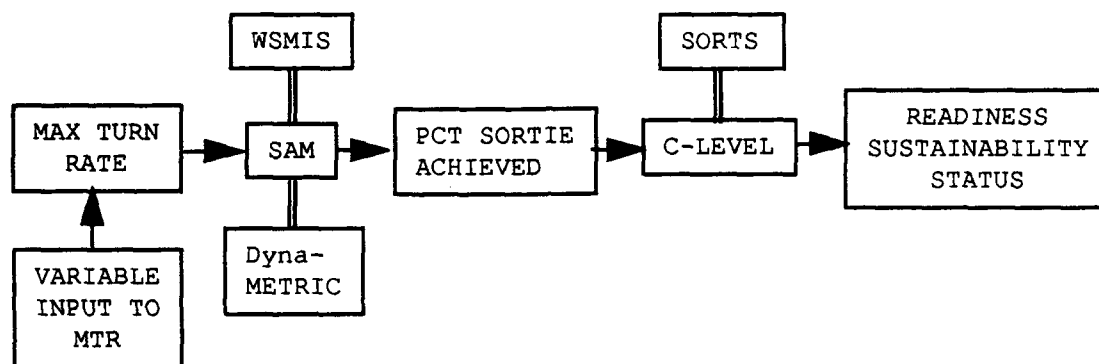 WSMIS
SORTS
MAX TURN
RATE
SAM
PCT SORTIE
ACHIEVED
C-LEVEL
READINESS
SUSTAINABILITY
STATUS
VARIABLE
INPUT TO
MTR
Dyna-
METRIC